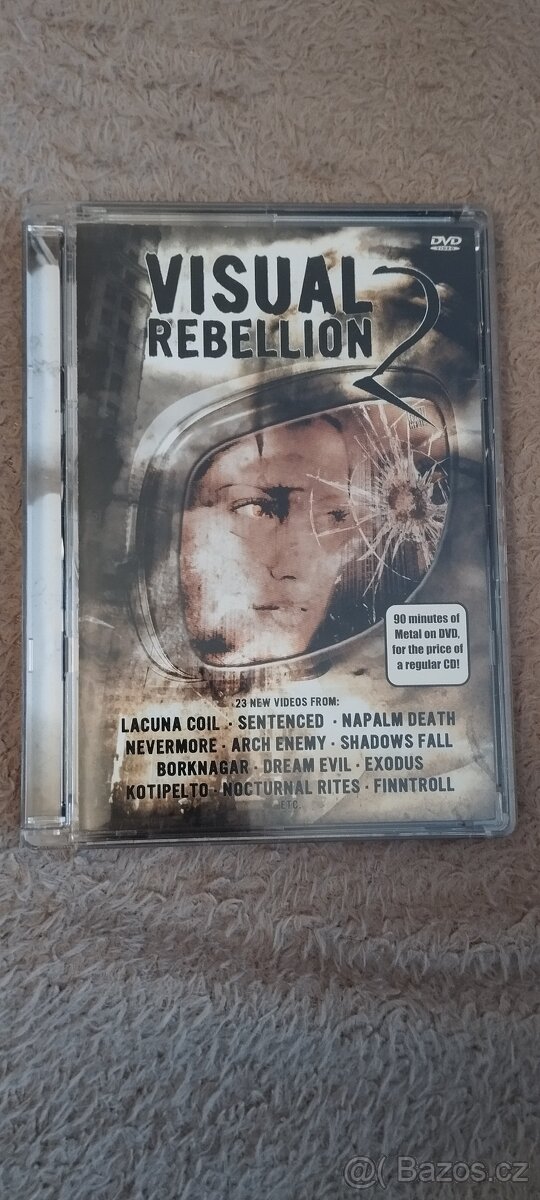 DVD
VIDEO
VISUAL
REBELLION 2
90 minutes of
Metal on DVD,
for the price of
a regular CD!
23 NEW VIDEOS FROM:
LACUNA COIL · SENTENCED · NAPALM DEATH
NEVERMORE · ARCH ENEMY · SHADOWS FALL
BORKNAGAR · DREAM EVIL · EXODUS
KOTIPELTO · NOCTURNAL RITES · FINNTROLL
ETC.
@( Bazos.cz